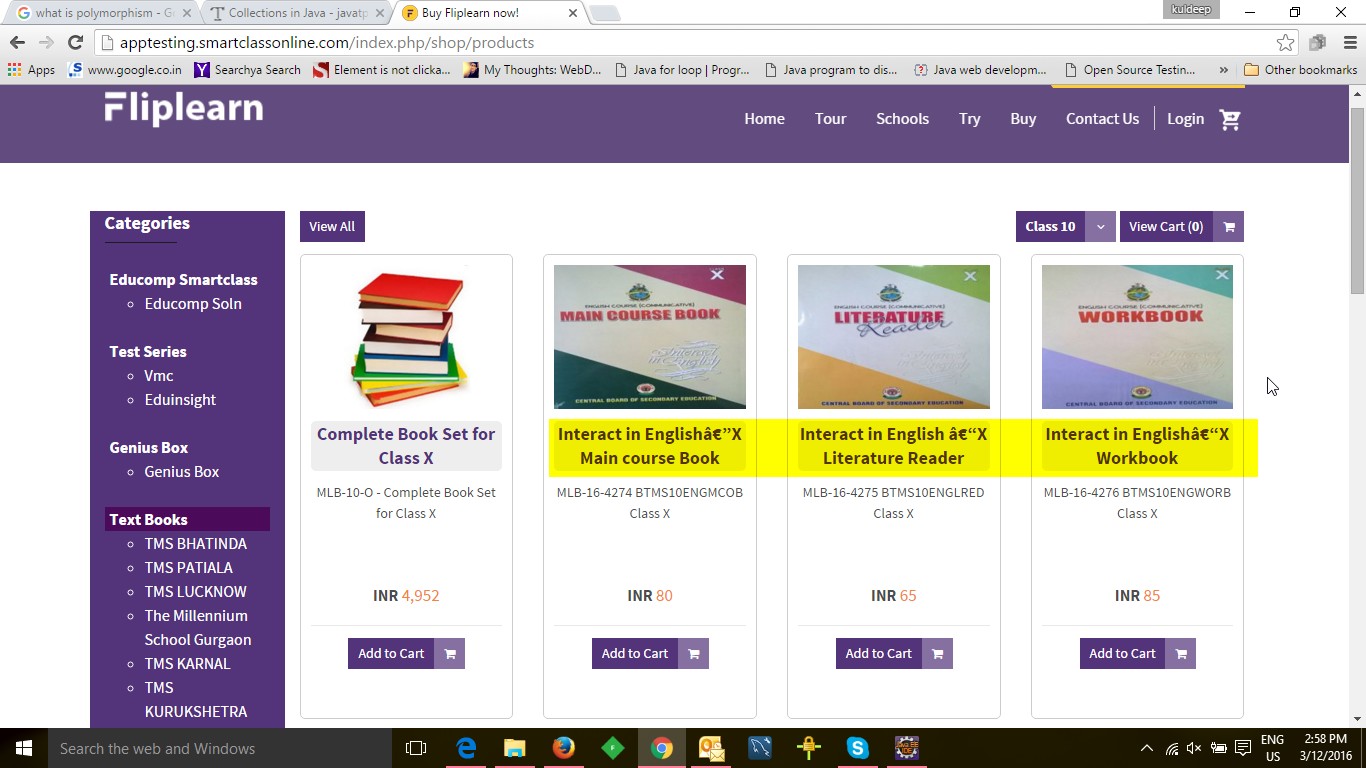 what is polymorphism - Go
Collections in Java - javatp
Buy Fliplearn now!
kuldeep
apptesting.smartclassonline.com/index.php/shop/products
Apps
www.google.co.in
Searchya Search
Element is not clicka...
My Thoughts: WebD...
Java for loop | Progr...
Java program to dis...
Java web developm...
Open Source Testin...
»
Other bookmarks
Fliplearn
Home Tour Schools Try Buy Contact Us Login
Categories
Educomp Smartclass
Educomp Soln
Test Series
Vmc
Eduinsight
Genius Box
Genius Box
Text Books
TMS BHATINDA
TMS PATIALA
TMS LUCKNOW
The Millennium
School Gurgaon
TMS KARNAL
TMS
KURUKSHETRA
View All
Class 10
View Cart (0)
Complete Book Set for
Class X
MLB-10-O - Complete Book Set
for Class X
INR 4,952
Add to Cart
ENGLISH COURSE (COMMUNICATIVE)
MAIN COURSE BOOK
Interact
in English
CENTRAL BOARD OF SECONDARY EDUCATION
Interact in Englishâ€”X
Main course Book
MLB-16-4274 BTMS10ENGMCOB
Class X
INR 80
Add to Cart
ENGLISH COURSE (COMMUNICATIVE)
LITERATURE
Reader
CENTRAL BOARD OF SECONDARY EDUCATION
Interact in English â€“X
Literature Reader
MLB-16-4275 BTMS10ENGLRED
Class X
INR 65
Add to Cart
ENGLISH COURSE (COMMUNICATIVE)
WORKBOOK
CENTRAL BOARD OF SECONDARY EDUCATION
Interact in Englishâ€“X
Workbook
MLB-16-4276 BTMS10ENGWORB
Class X
INR 85
Add to Cart
Search the web and Windows
ENG
US
2:58 PM
3/12/2016